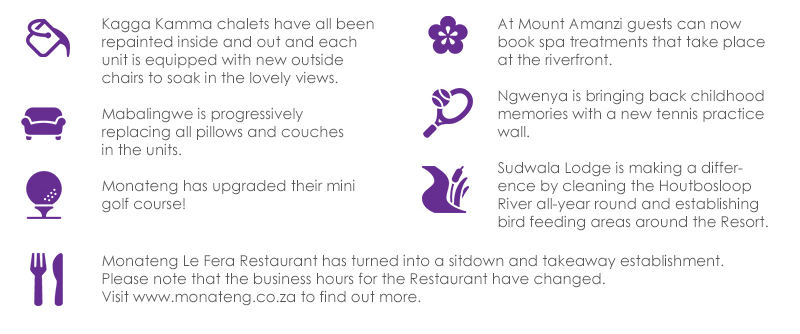 Kagga Kamma chalets have all been
repainted inside and out and each
unit is equipped with new outside
chairs to soak in the lovely views.
Mabalingwe is progressively
replacing all pillows and couches
in the units.
Monateng has upgraded their mini
golf course!
At Mount Amanzi guests can now
book spa treatments that take place
at the riverfront.
Ngwenya is bringing back childhood
memories with a new tennis practice
wall.
Sudwala Lodge is making a differ-
ence by cleaning the Houtbosloop
River all-year round and establishing
bird feeding areas around the Resort.
Monateng Le Fera Restaurant has turned into a sitdown and takeaway establishment.
Please note that the business hours for the Restaurant have changed.
Visit www.monateng.co.za to find out more.